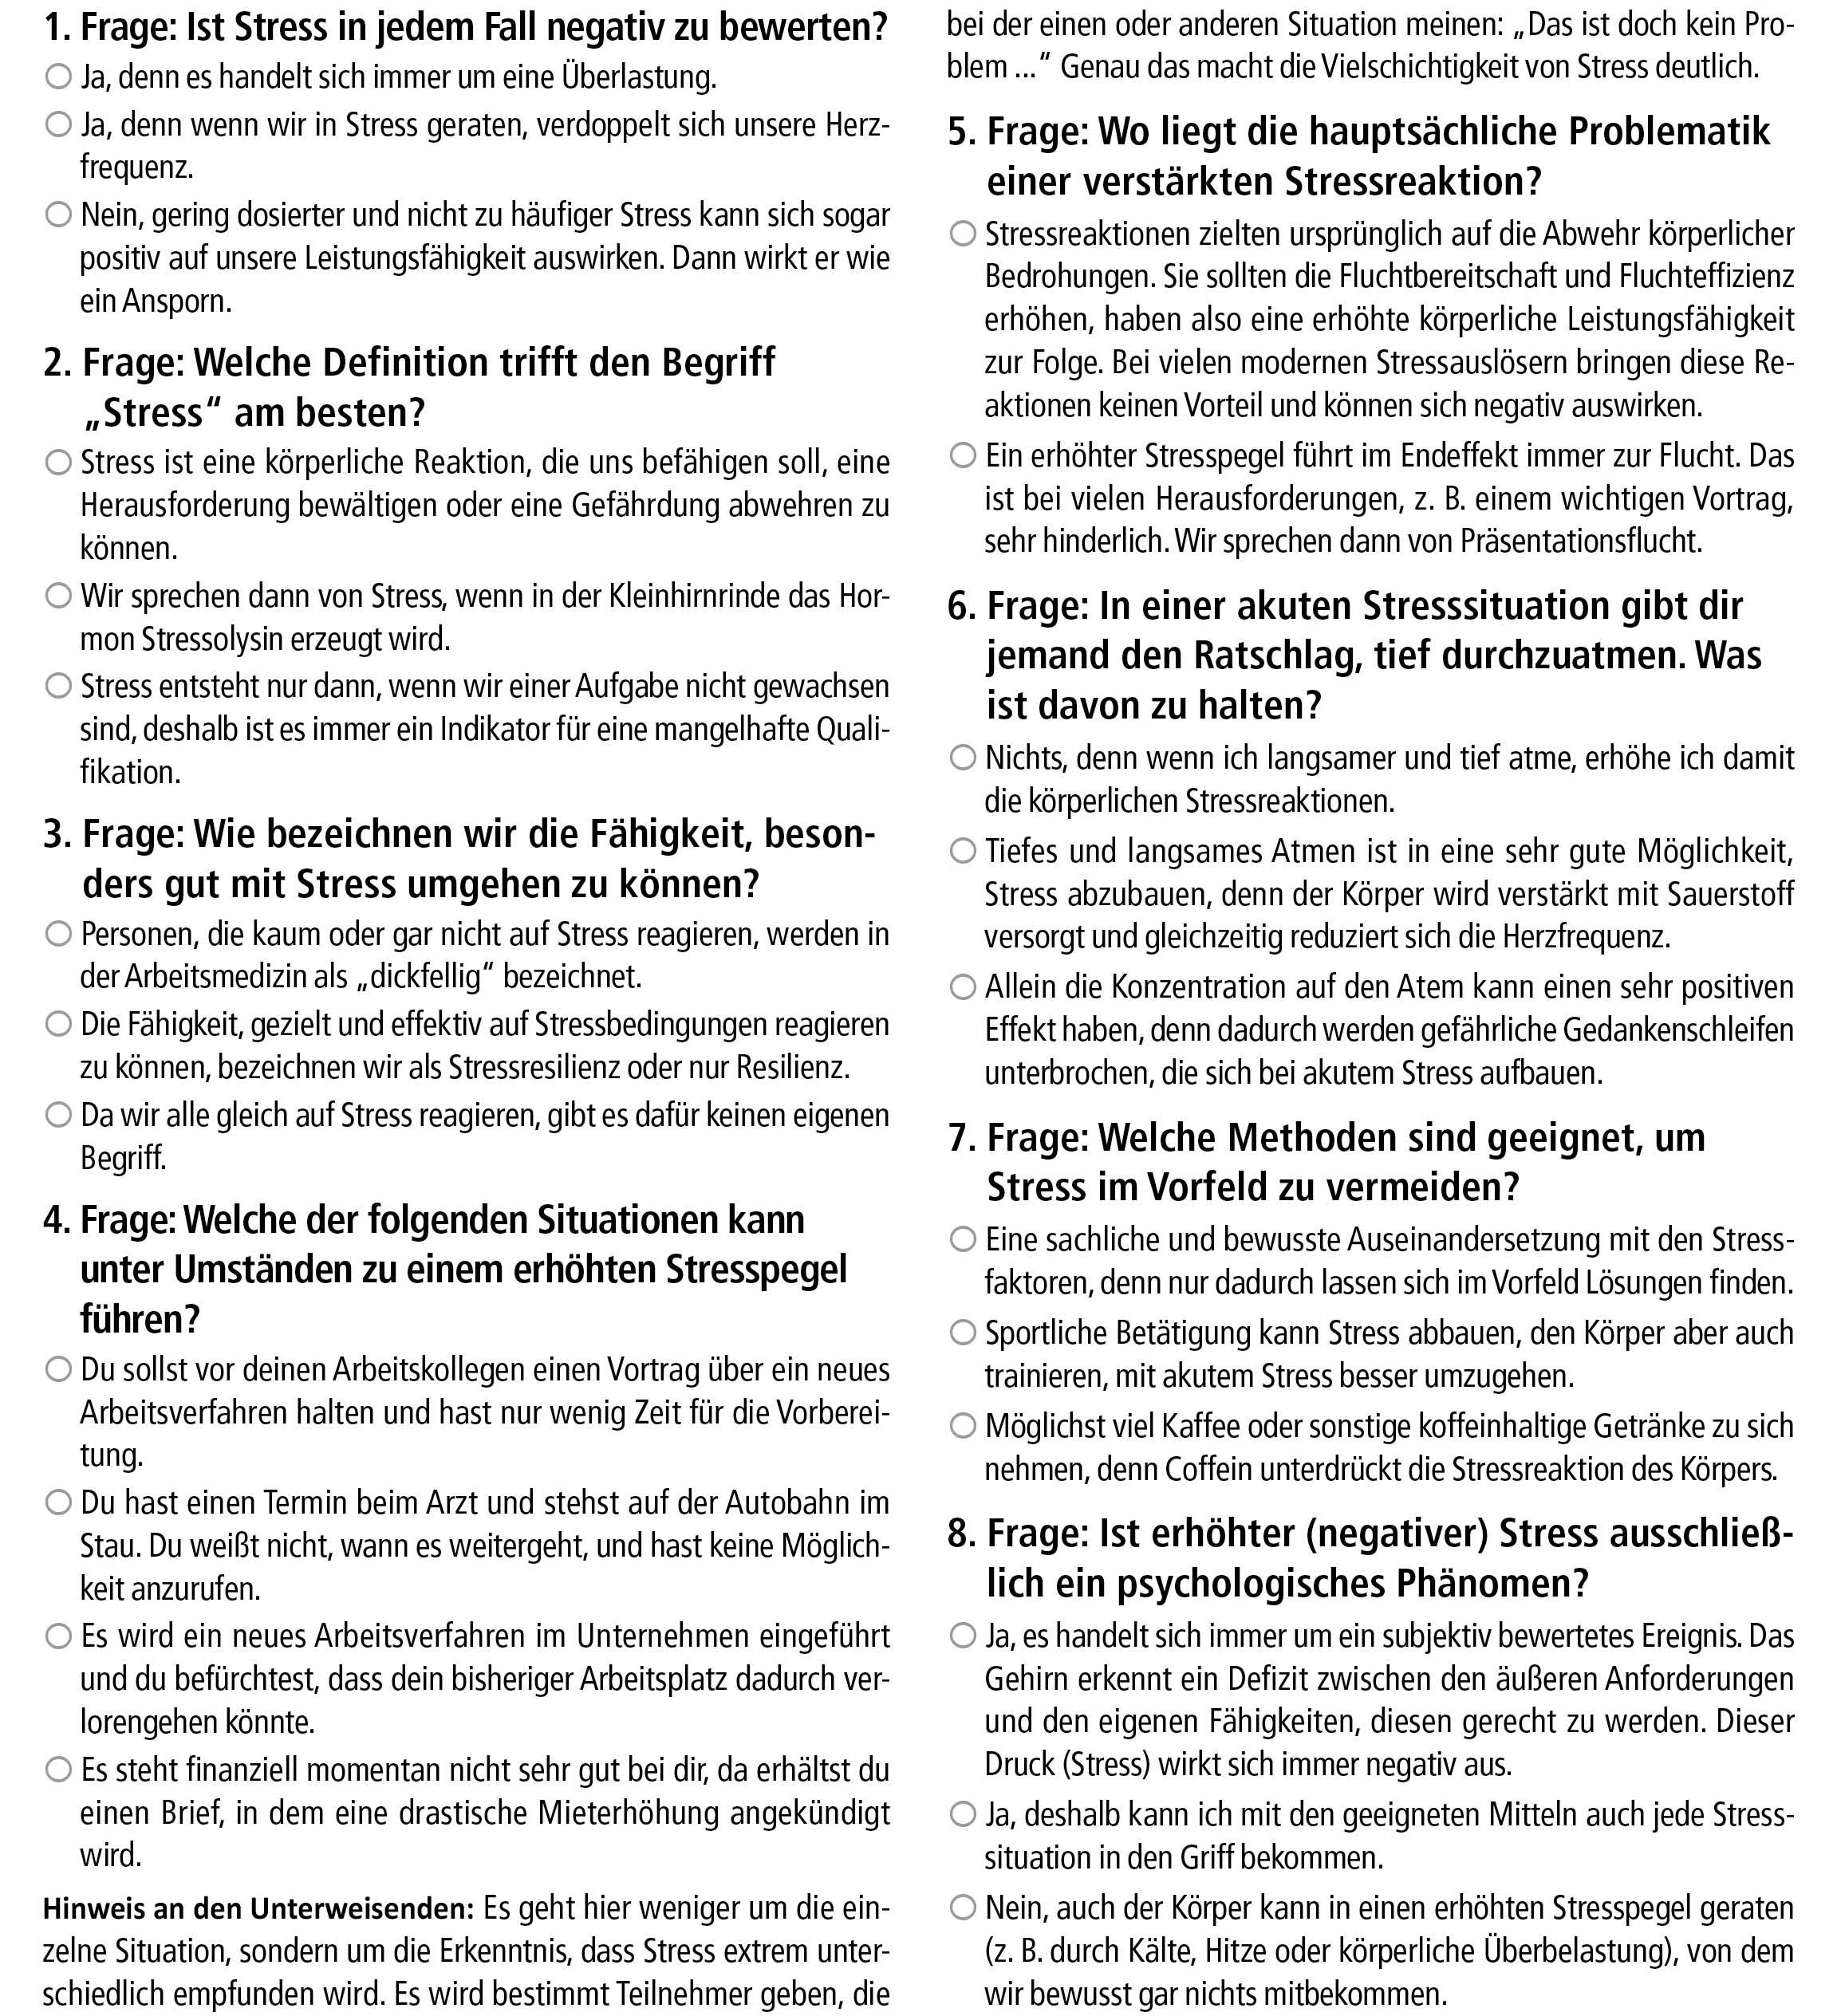 1. Frage: Ist Stress in jedem Fall negativ zu bewerten?
Ja, denn es handelt sich immer um eine Überlastung.
Ja, denn wenn wir in Stress geraten, verdoppelt sich unsere Herz-
frequenz.
Nein, gering dosierter und nicht zu häufiger Stress kann sich sogar
positiv auf unsere Leistungsfähigkeit auswirken. Dann wirkt er wie
ein Ansporn.
2. Frage: Welche Definition trifft den Begriff
„Stress“ am besten?
Stress ist eine körperliche Reaktion, die uns befähigen soll, eine
Herausforderung bewältigen oder eine Gefährdung abwehren zu
können.
Wir sprechen dann von Stress, wenn in der Kleinhirnrinde das Hor-
mon Stressolysin erzeugt wird.
Stress entsteht nur dann, wenn wir einer Aufgabe nicht gewachsen
sind, deshalb ist es immer ein Indikator für eine mangelhafte Quali-
fikation.
3. Frage: Wie bezeichnen wir die Fähigkeit, beson-
ders gut mit Stress umgehen zu können?
Personen, die kaum oder gar nicht auf Stress reagieren, werden in
der Arbeitsmedizin als „dickfellig“ bezeichnet.
Die Fähigkeit, gezielt und effektiv auf Stressbedingungen reagieren
zu können, bezeichnen wir als Stressresilienz oder nur Resilienz.
Da wir alle gleich auf Stress reagieren, gibt es dafür keinen eigenen
Begriff.
4. Frage: Welche der folgenden Situationen kann
unter Umständen zu einem erhöhten Stresspegel
führen?
Du sollst vor deinen Arbeitskollegen einen Vortrag über ein neues
Arbeitsverfahren halten und hast nur wenig Zeit für die Vorberei-
tung.
Du hast einen Termin beim Arzt und stehst auf der Autobahn im
Stau. Du weißt nicht, wann es weitergeht, und hast keine Möglich-
keit anzurufen.
Es wird ein neues Arbeitsverfahren im Unternehmen eingeführt
und du befürchtest, dass dein bisheriger Arbeitsplatz dadurch ver-
lorengehen könnte.
Es steht finanziell momentan nicht sehr gut bei dir, da erhältst du
einen Brief, in dem eine drastische Mieterhöhung angekündigt
wird.
Hinweis an den Unterweisenden: Es geht hier weniger um die ein-
zelne Situation, sondern um die Erkenntnis, dass Stress extrem unter-
schiedlich empfunden wird. Es wird bestimmt Teilnehmer geben, die
bei der einen oder anderen Situation meinen: „Das ist doch kein Pro-
blem ...“ Genau das macht die Vielschichtigkeit von Stress deutlich.
5. Frage: Wo liegt die hauptsächliche Problematik
einer verstärkten Stressreaktion?
Stressreaktionen zielten ursprünglich auf die Abwehr körperlicher
Bedrohungen. Sie sollten die Fluchtbereitschaft und Fluchteffizienz
erhöhen, haben also eine erhöhte körperliche Leistungsfähigkeit
zur Folge. Bei vielen modernen Stressauslösern bringen diese Re-
aktionen keinen Vorteil und können sich negativ auswirken.
Ein erhöhter Stresspegel führt im Endeffekt immer zur Flucht. Das
ist bei vielen Herausforderungen, z. B. einem wichtigen Vortrag,
sehr hinderlich. Wir sprechen dann von Präsentationsflucht.
6. Frage: In einer akuten Stresssituation gibt dir
jemand den Ratschlag, tief durchzuatmen. Was
ist davon zu halten?
Nichts, denn wenn ich langsamer und tief atme, erhöhe ich damit
die körperlichen Stressreaktionen.
Tiefes und langsames Atmen ist in eine sehr gute Möglichkeit,
Stress abzubauen, denn der Körper wird verstärkt mit Sauerstoff
versorgt und gleichzeitig reduziert sich die Herzfrequenz.
Allein die Konzentration auf den Atem kann einen sehr positiven
Effekt haben, denn dadurch werden gefährliche Gedankenschleifen
unterbrochen, die sich bei akutem Stress aufbauen.
7. Frage: Welche Methoden sind geeignet, um
Stress im Vorfeld zu vermeiden?
Eine sachliche und bewusste Auseinandersetzung mit den Stress-
faktoren, denn nur dadurch lassen sich im Vorfeld Lösungen finden.
Sportliche Betätigung kann Stress abbauen, den Körper aber auch
trainieren, mit akutem Stress besser umzugehen.
Möglichst viel Kaffee oder sonstige koffeinhaltige Getränke zu sich
nehmen, denn Coffein unterdrückt die Stressreaktion des Körpers.
8. Frage: Ist erhöhter (negativer) Stress ausschließ-
lich ein psychologisches Phänomen?
Ja, es handelt sich immer um ein subjektiv bewertetes Ereignis. Das
Gehirn erkennt ein Defizit zwischen den äußeren Anforderungen
und den eigenen Fähigkeiten, diesen gerecht zu werden. Dieser
Druck (Stress) wirkt sich immer negativ aus.
Ja, deshalb kann ich mit den geeigneten Mitteln auch jede Stress-
situation in den Griff bekommen.
Nein, auch der Körper kann in einen erhöhten Stresspegel geraten
(z. B. durch Kälte, Hitze oder körperliche Überbelastung), von dem
wir bewusst gar nichts mitbekommen.